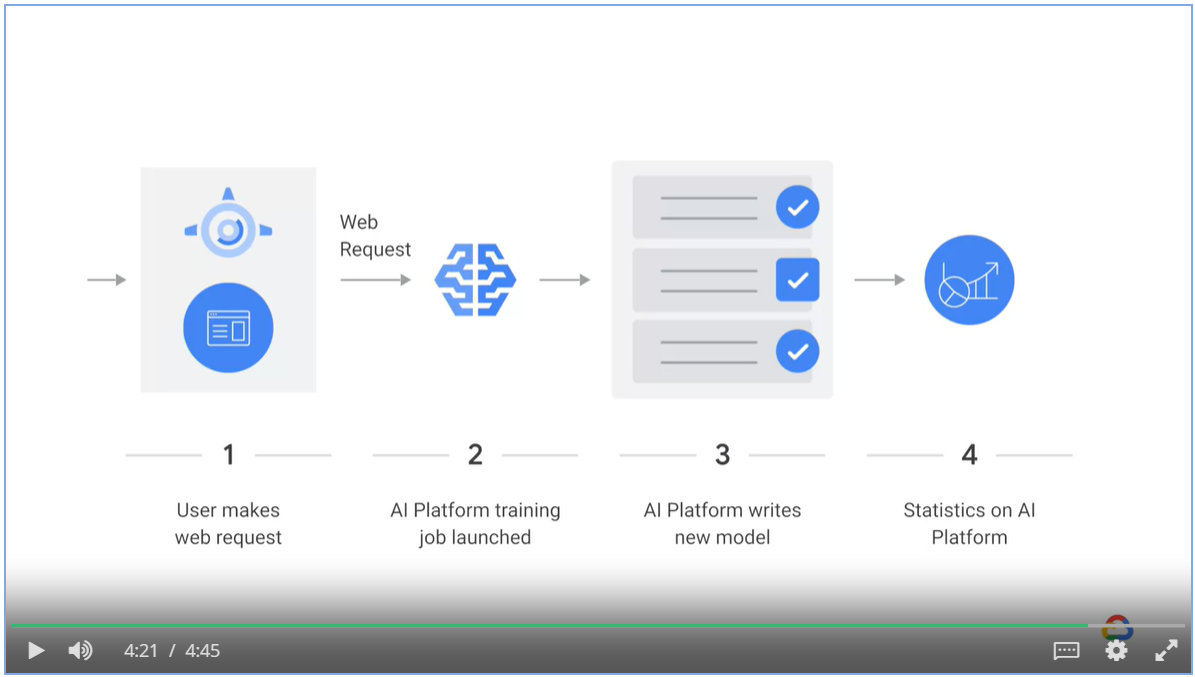 Web
Request
1
2
3
4
User makes
web request
AI Platform training
job launched
AI Platform writes
new model
Statistics on AI
Platform
4:21 / 4:45